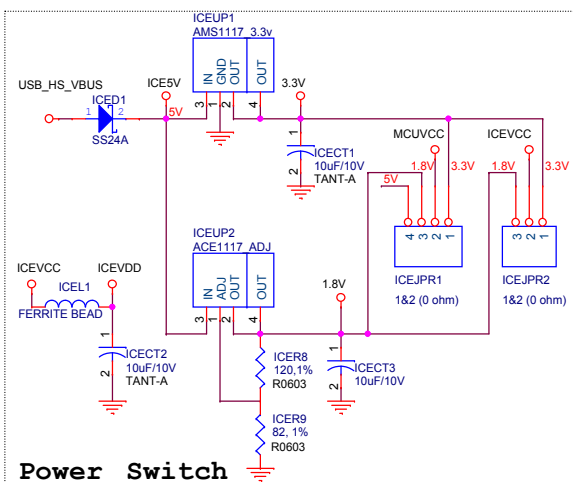 ICEUP1
AMS1117_3.3v
USB_HS_VBUS
ICED1
ICE5V
IN
GND
OUT
OUT
3.3V
1
2
5V
3
1
2
4
SS24A
MCUVCC
ICEVCC
1
2
ICECT1
10uF/10V
TANT-A
1.8V
3.3V
1.8V
3.3V
5V
4
3
2
1
3
2
1
ICEUP2
ACE1117_ADJ
ICEJPR1
ICEJPR2
1&2 (0 ohm)
1&2 (0 ohm)
ICEVCC
ICEVDD
ICEL1
FERRITE BEAD
IN
ADJ
OUT
OUT
1.8V
3
1
2
4
1
2
ICECT2
10uF/10V
TANT-A
ICER8
120,1%
R0603
1
2
ICECT3
10uF/10V
ICER9
82, 1%
R0603
Power Switch